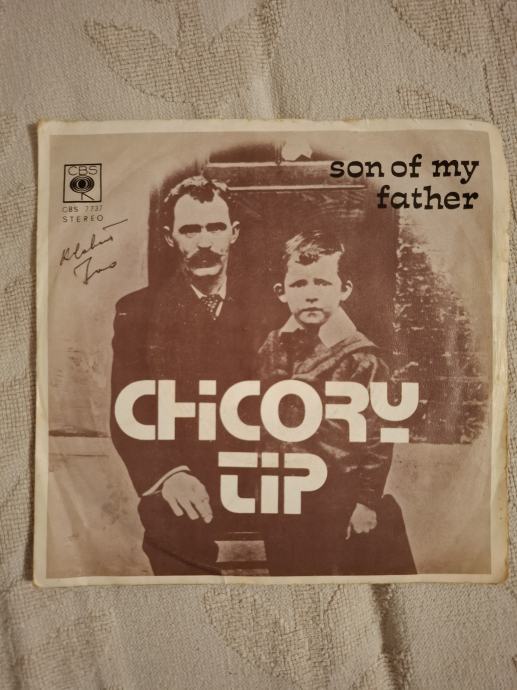 CBS
CBS 7737
STEREO
son of my
father
CHiCORY
TiP